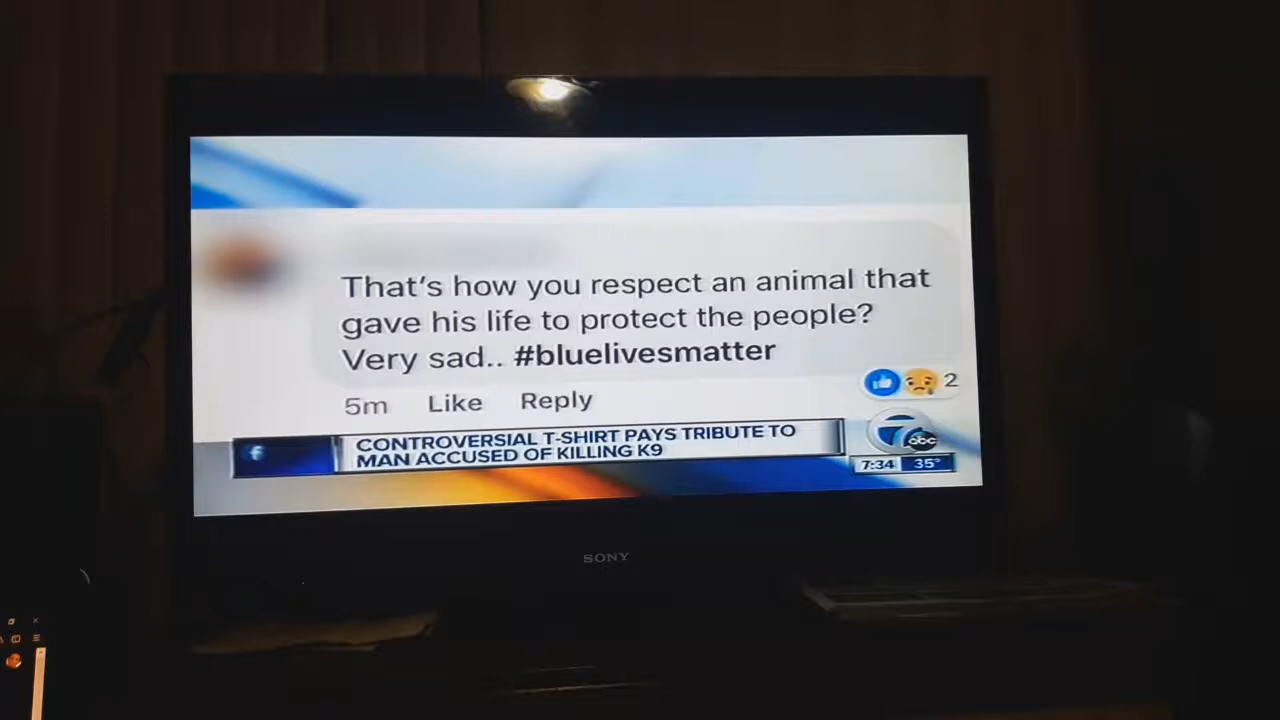 That's how you respect an animal that
gave his life to protect the people?
Very sad.. #bluelivesmatter
2
5m Like Reply
f
CONTROVERSIAL T-SHIRT PAYS TRIBUTE TO
MAN ACCUSED OF KILLING K9
7 abc
7:34 35°
SONY